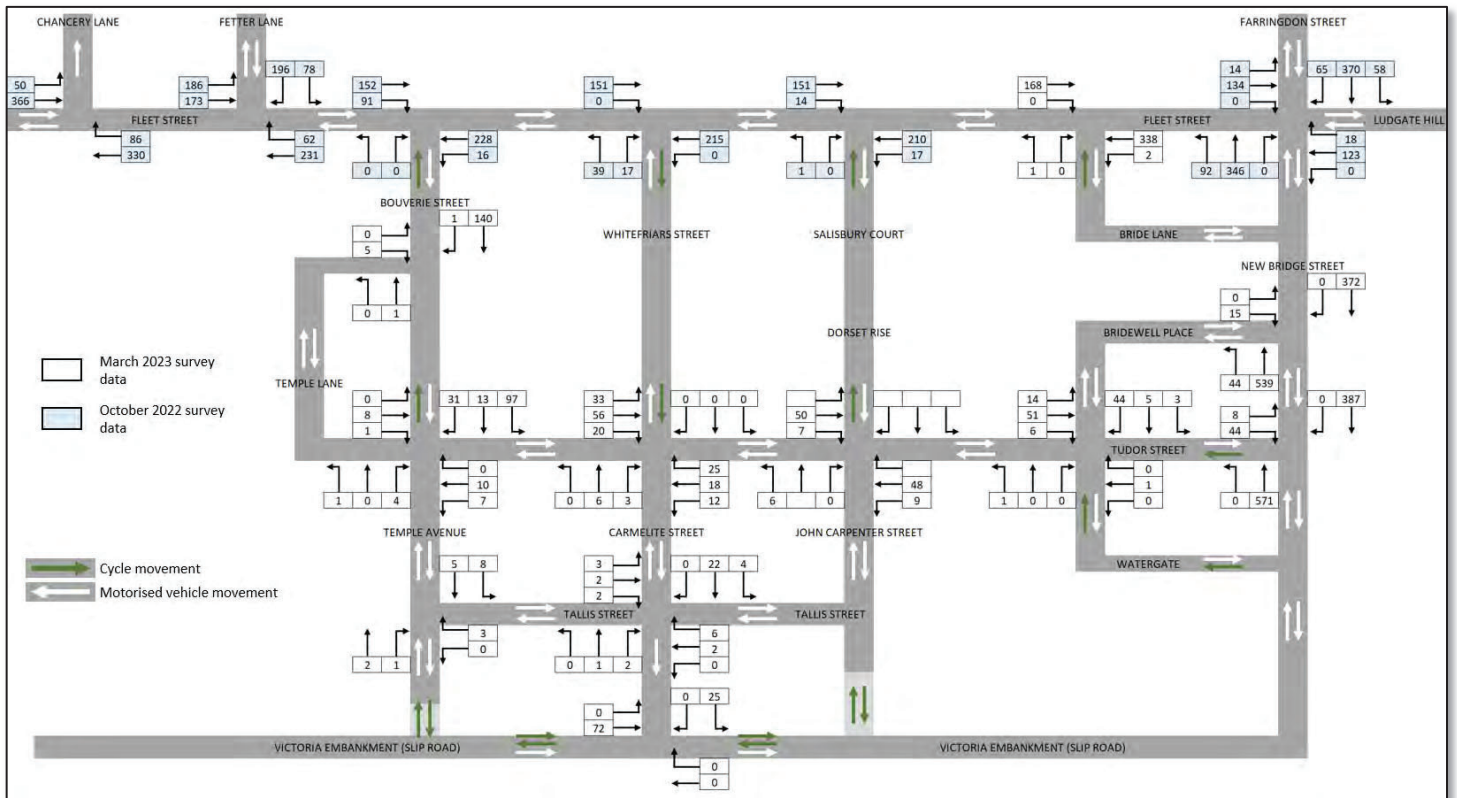 CHANCERY LANE
FETTER LANE
FARRINGDON STREET
50
366
186
173
196 78
152
91
151
0
151
14
168
0
14
134
0
65 370 58
FLEET STREET
FLEET STREET
LUDGATE HILL
86
330
62
231
0 0
228
16
39 17
215
0
1 0
210
17
1 0
338
2
92 346 0
18
123
0
BOUVERIE STREET
0
5
1 140
WHITEFRIARS STREET
SALISBURY COURT
BRIDE LANE
NEW BRIDGE STREET
0 1
0
15
0 372
March 2023 survey
data
October 2022 survey
data
TEMPLE LANE
DORSET RISE
BRIDEWELL PLACE
44 539
0
8
1
31 13 97
33
56
20
0 0 0
50
7
14
51
6
44 5 3
8
44
0 387
TUDOR STREET
1 0 4
0
10
7
0 6 3
25
18
12
6 0
48
9
1 0 0
0
1
0
0 571
TEMPLE AVENUE
CARMELITE STREET
JOHN CARPENTER STREET
Cycle movement
Motorised vehicle movement
5 8
3
2
2
0 22 4
WATERGATE
TALLIS STREET
TALLIS STREET
2 1
3
0
0 1 2
6
2
0
0
72
0 25
VICTORIA EMBANKMENT (SLIP ROAD)
VICTORIA EMBANKMENT (SLIP ROAD)
0
0